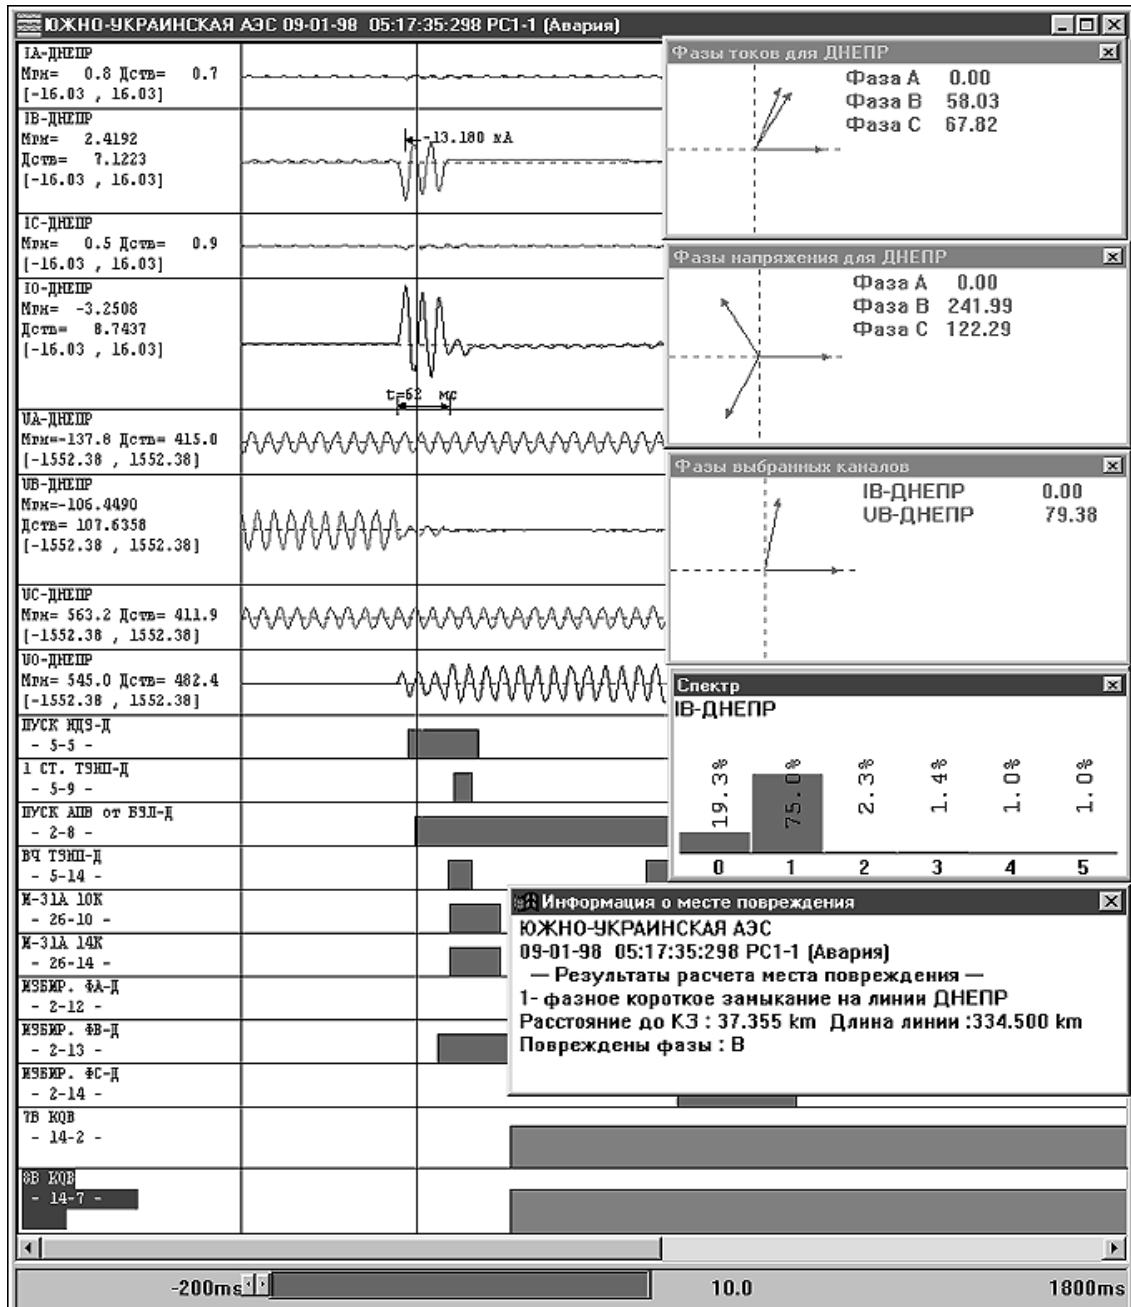 ЮЖНО-УКРАИНСКАЯ АЭС 09-01-98 05:17:35:298 РС1-1 (Авария)
IA-ДНЕПР
Мгн= 0.8 Дств= 0.7
[-16.03 , 16.03]
IB-ДНЕПР
Мгн= 2.4192
Дств= 7.1223
[-16.03 , 16.03]
-13.180 кА
IC-ДНЕПР
Мгн= 0.5 Дств= 0.9
[-16.03 , 16.03]
IO-ДНЕПР
Мгн= -3.2508
Дств= 8.7437
[-16.03 , 16.03]
t=62 мс
UA-ДНЕПР
Мгн=-137.8 Дств= 415.0
[-1552.38 , 1552.38]
UB-ДНЕПР
Мгн=-106.4490
Дств= 107.6358
[-1552.38 , 1552.38]
UC-ДНЕПР
Мгн= 563.2 Дств= 411.9
[-1552.38 , 1552.38]
UO-ДНЕПР
Мгн= 545.0 Дств= 482.4
[-1552.38 , 1552.38]
ПУСК НДЗ-Д
- 5-5 -
1 СТ. ТЗНП-Д
- 5-9 -
ПУСК АПВ от БЭЛ-Д
- 2-8 -
ВЧ ТЗНП-Д
- 5-14 -
М-31А 10К
- 26-10 -
М-31А 14К
- 26-14 -
ИЗБИР. ФА-Д
- 2-12 -
ИЗБИР. ФВ-Д
- 2-13 -
ИЗБИР. ФС-Д
- 2-14 -
7В KQB
- 14-2 -
8В KQB
- 14-7 -
Фазы токов для ДНЕПР
Фаза А 0.00
Фаза В 58.03
Фаза С 67.82
Фазы напряжения для ДНЕПР
Фаза А 0.00
Фаза В 241.99
Фаза С 122.29
Фазы выбранных каналов
IB-ДНЕПР 0.00
UB-ДНЕПР 79.38
Спектр
IB-ДНЕПР
19.3% 75.0% 2.3% 1.4% 1.0% 1.0%
0 1 2 3 4 5
Информация о месте повреждения
ЮЖНО-УКРАИНСКАЯ АЭС
09-01-98 05:17:35:298 РС1-1 (Авария)
— Результаты расчета места повреждения —
1- фазное короткое замыкание на линии ДНЕПР
Расстояние до КЗ : 37.355 km Длина линии :334.500 km
Повреждены фазы : В
-200ms 10.0 1800ms